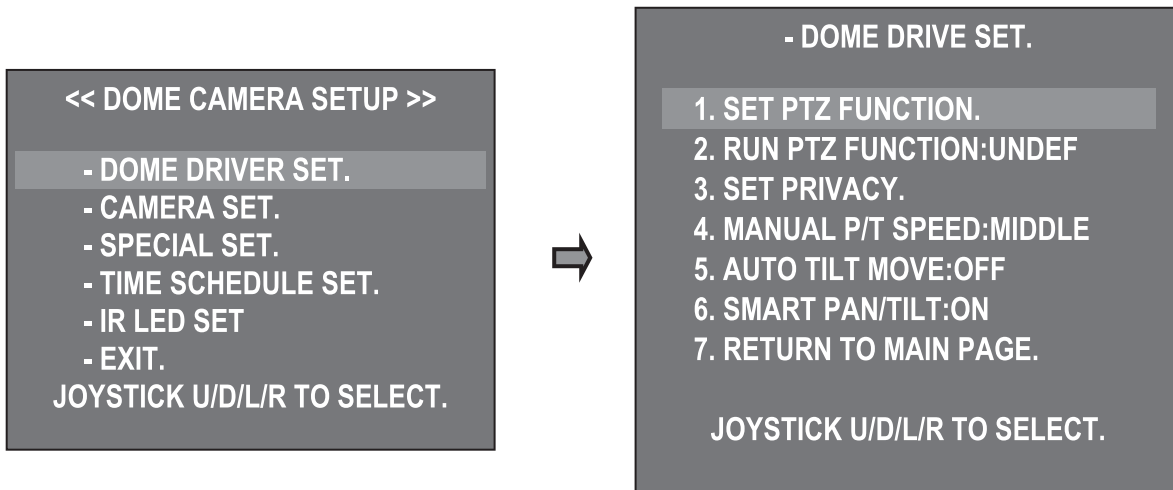 << DOME CAMERA SETUP >>
- DOME DRIVER SET.
- CAMERA SET.
- SPECIAL SET.
- TIME SCHEDULE SET.
- IR LED SET
- EXIT.
JOYSTICK U/D/L/R TO SELECT.
- DOME DRIVE SET.
1. SET PTZ FUNCTION.
2. RUN PTZ FUNCTION:UNDEF
3. SET PRIVACY.
4. MANUAL P/T SPEED:MIDDLE
5. AUTO TILT MOVE:OFF
6. SMART PAN/TILT:ON
7. RETURN TO MAIN PAGE.
JOYSTICK U/D/L/R TO SELECT.